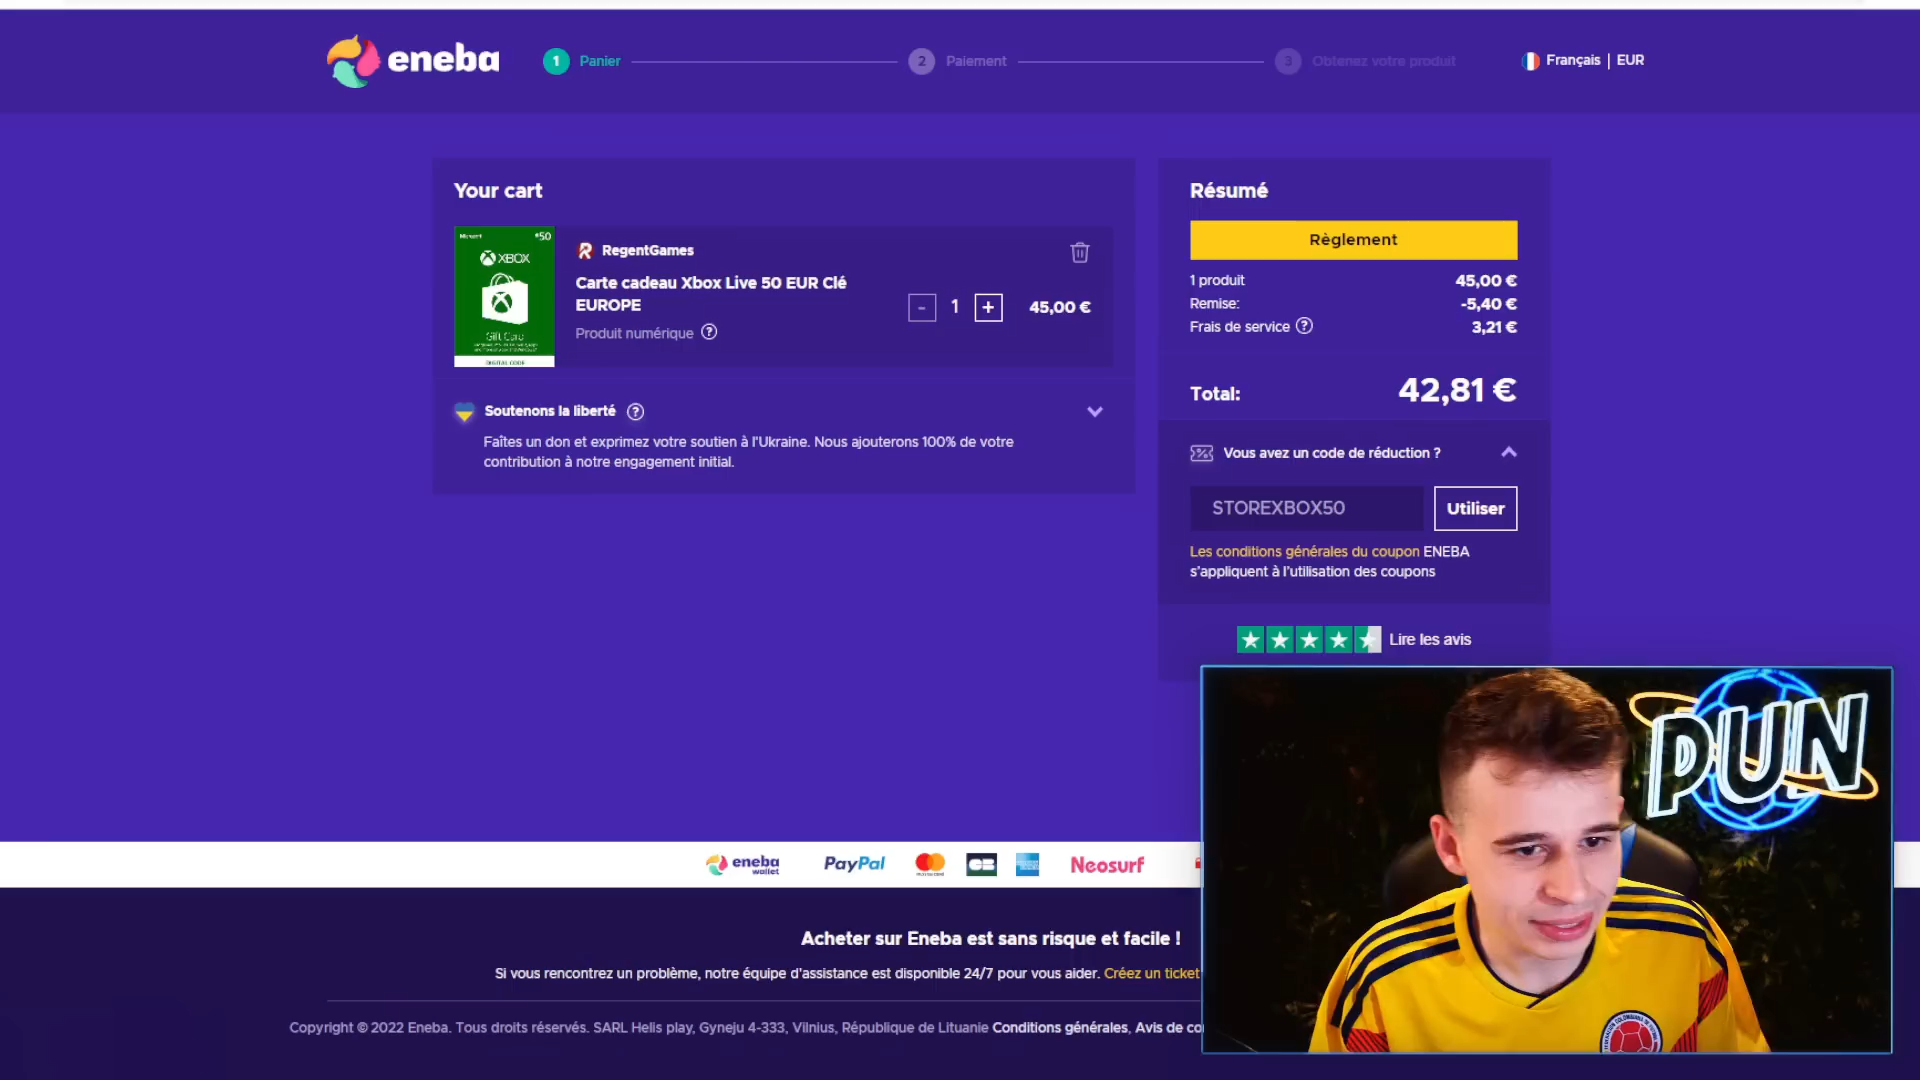 eneba
1 Panier
2 Paiement
3 Obtenez votre produit
Français | EUR
Your cart
XBOX
Gift Card
DIGITAL CODE
RegentGames
Carte cadeau Xbox Live 50 EUR Clé
EUROPE
Produit numérique ?
- 1 + 45,00 €
Soutenons la liberté ?
Faîtes un don et exprimez votre soutien à l'Ukraine. Nous ajouterons 100% de votre
contribution à notre engagement initial.
Résumé
Règlement
1 produit 45,00 €
Remise: -5,40 €
Frais de service ? 3,21 €
Total: 42,81 €
Vous avez un code de réduction ?
STOREXBOX50 Utiliser
Les conditions générales du coupon ENEBA
s'appliquent à l'utilisation des coupons
Lire les avis
PUN
eneba wallet PayPal CB Neosurf
Acheter sur Eneba est sans risque et facile !
Si vous rencontrez un problème, notre équipe d'assistance est disponible 24/7 pour vous aider. Créez un ticket
Copyright © 2022 Eneba. Tous droits réservés. SARL Helis play, Gyneju 4-333, Vilnius, République de Lituanie Conditions générales, Avis de co